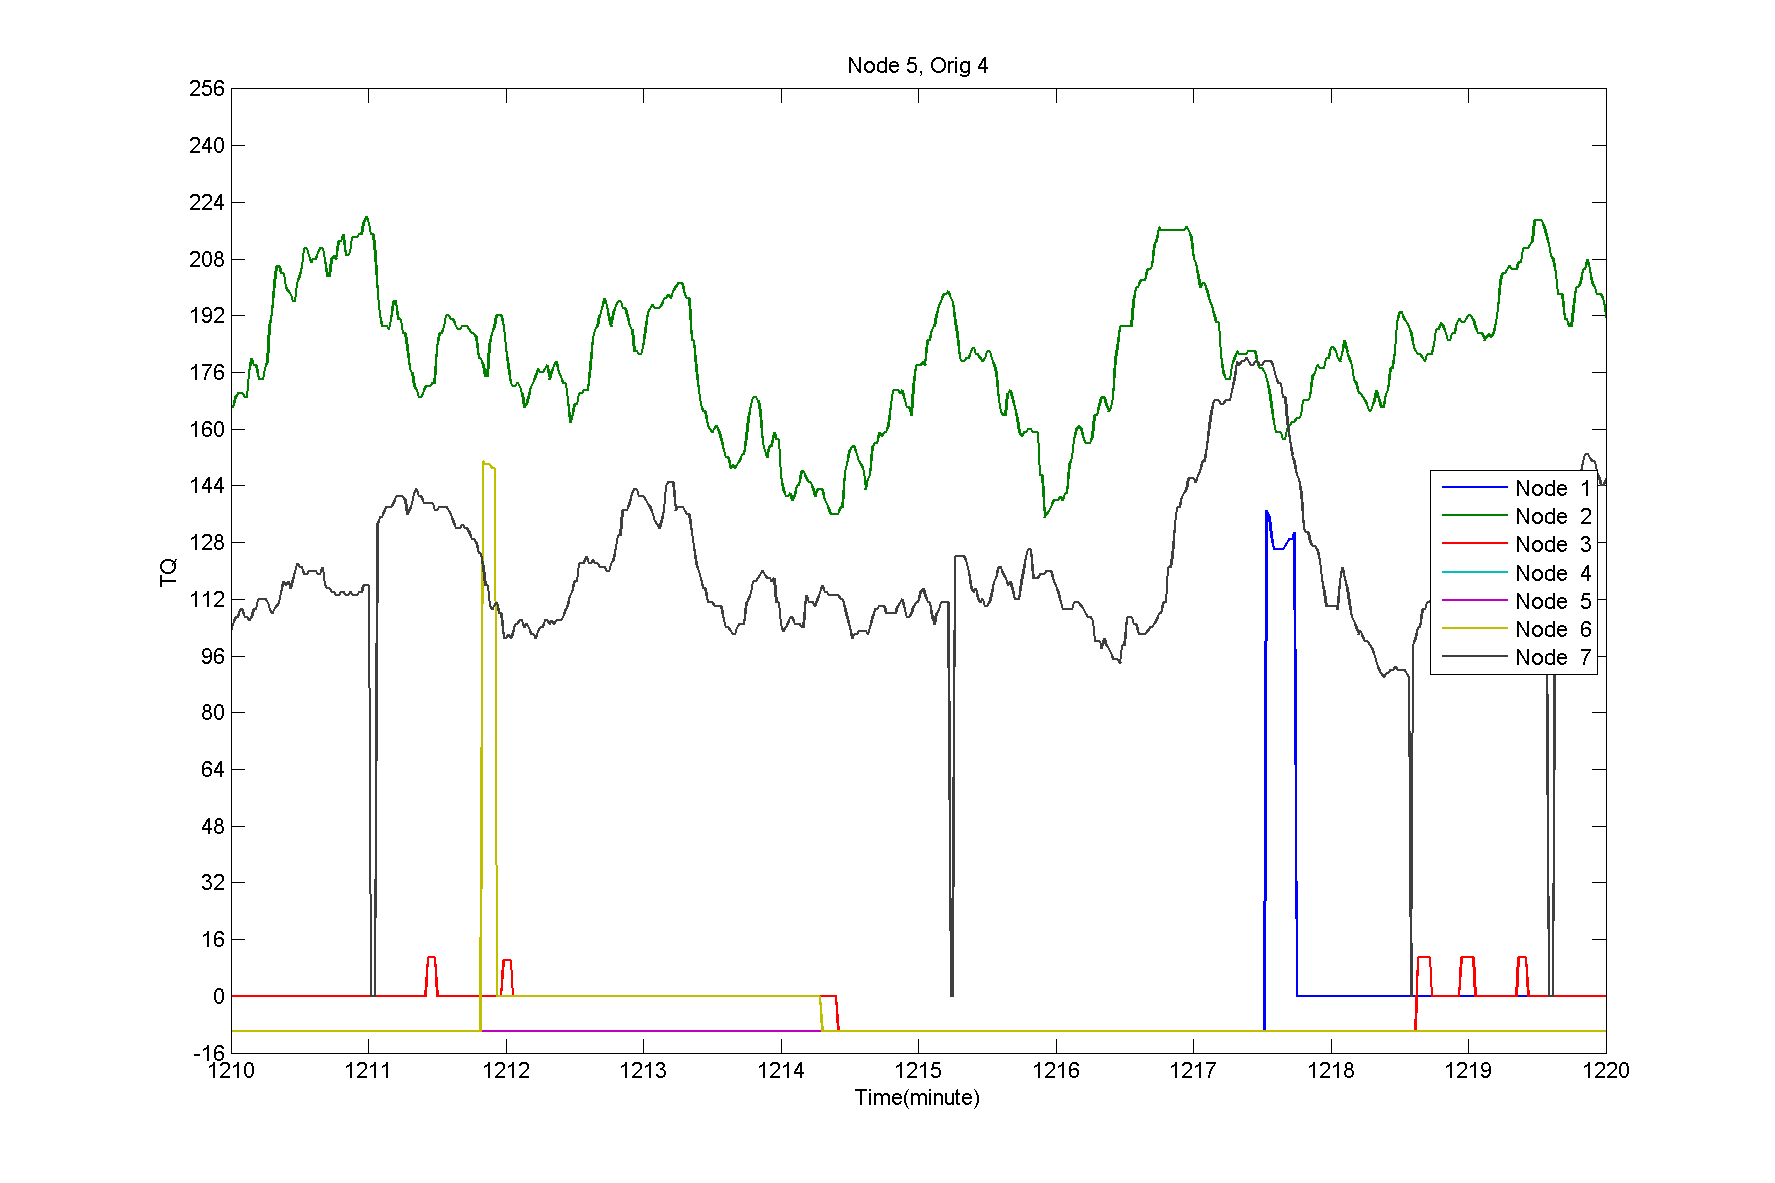 Node 5, Orig 4
256
240
224
208
192
176
160
144
128
112
96
80
64
48
32
16
0
-16
TQ
Node 1
Node 2
Node 3
Node 4
Node 5
Node 6
Node 7
1210 1211 1212 1213 1214 1215 1216 1217 1218 1219 1220
Time(minute)